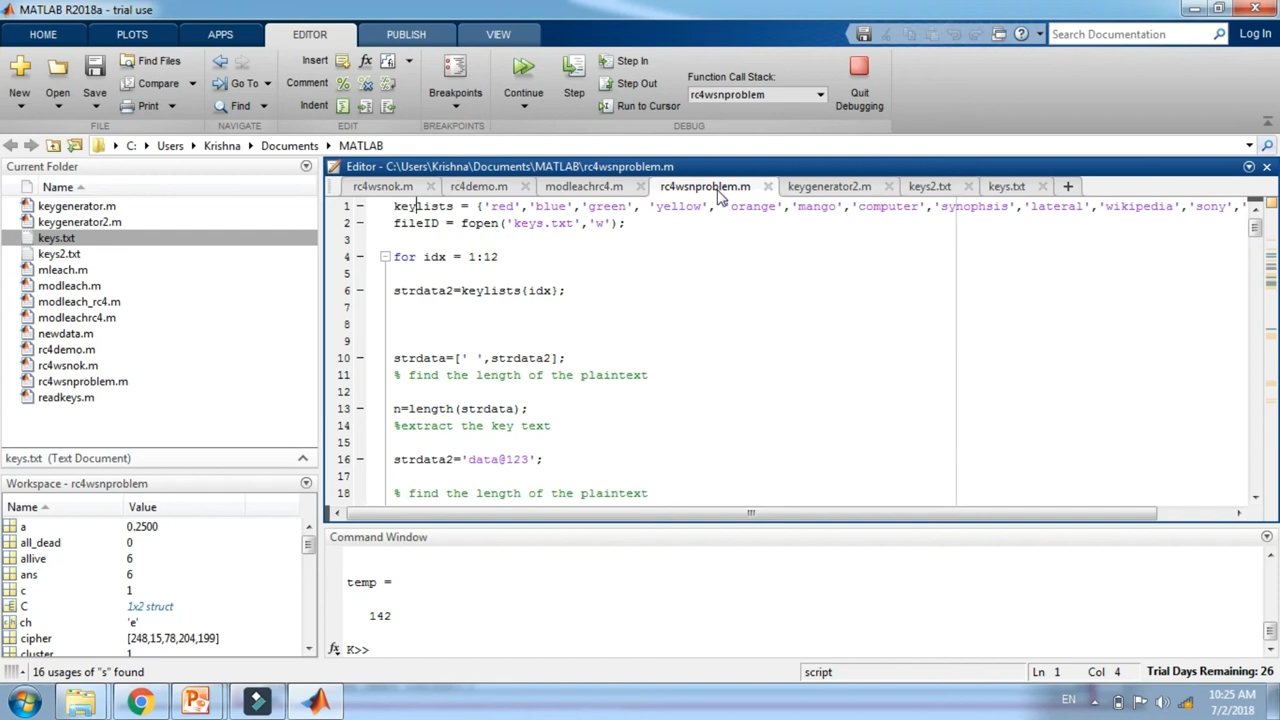 MATLAB R2018a - trial use
HOME PLOTS APPS EDITOR PUBLISH VIEW Search Documentation Log In
New Open Save Find Files Compare Print
Go To Find
Insert Comment Indent
Breakpoints Continue Step Step In Step Out Run to Cursor
Function Call Stack:
rc4wsnproblem
Quit Debugging
FILE NAVIGATE EDIT BREAKPOINTS DEBUG
C: Users Krishna Documents MATLAB
Current Folder
Name
keygenerator.m
keygenerator2.m
keys.txt
keys2.txt
mleach.m
modleach.m
modleach_rc4.m
modleachrc4.m
newdata.m
rc4demo.m
rc4wsnok.m
rc4wsnproblem.m
readkeys.m
keys.txt (Text Document)
Workspace - rc4wsnproblem
Name Value
a 0.2500
all_dead 0
allive 6
ans 6
c 1
C 1x2 struct
ch 'e'
cipher [248,15,78,204,199]
cluster 1
Editor - C:\Users\Krishna\Documents\MATLAB\rc4wsnproblem.m
rc4wsnok.m rc4demo.m modleachrc4.m rc4wsnproblem.m keygenerator2.m keys2.txt keys.txt
1 keylists = {'red','blue','green', 'yellow','orange','mango','computer','synophsis','lateral','wikipedia','sony','
2 fileID = fopen('keys.txt','w');
3
4 for idx = 1:12
5
6 strdata2=keylists{idx};
7
8
9
10 strdata=[' ',strdata2];
11 % find the length of the plaintext
12
13 n=length(strdata);
14 %extract the key text
15
16 strdata2='data@123';
17
18 % find the length of the plaintext
Command Window
temp =
142
fx K>>
16 usages of "s" found script Ln 1 Col 4 Trial Days Remaining: 26
EN 10:25 AM
7/2/2018